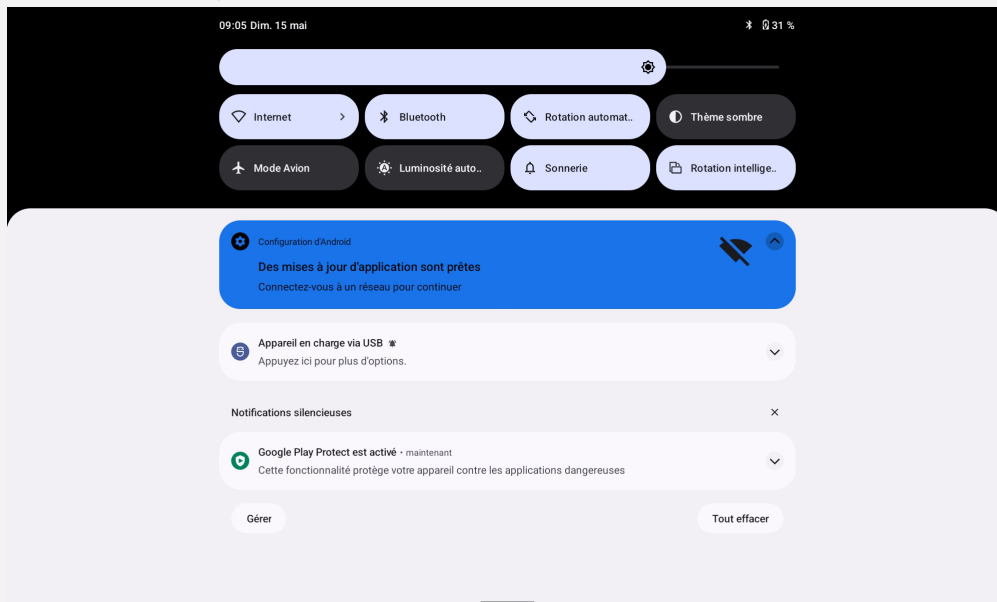 09:05 Dim. 15 mai
31 %
Internet
Bluetooth
Rotation automat..
Thème sombre
Mode Avion
Luminosité auto..
Sonnerie
Rotation intellige..
Configuration d'Android
Des mises à jour d'application sont prêtes
Connectez-vous à un réseau pour continuer
Appareil en charge via USB
Appuyez ici pour plus d'options.
Notifications silencieuses
Google Play Protect est activé • maintenant
Cette fonctionnalité protège votre appareil contre les applications dangereuses
Gérer
Tout effacer